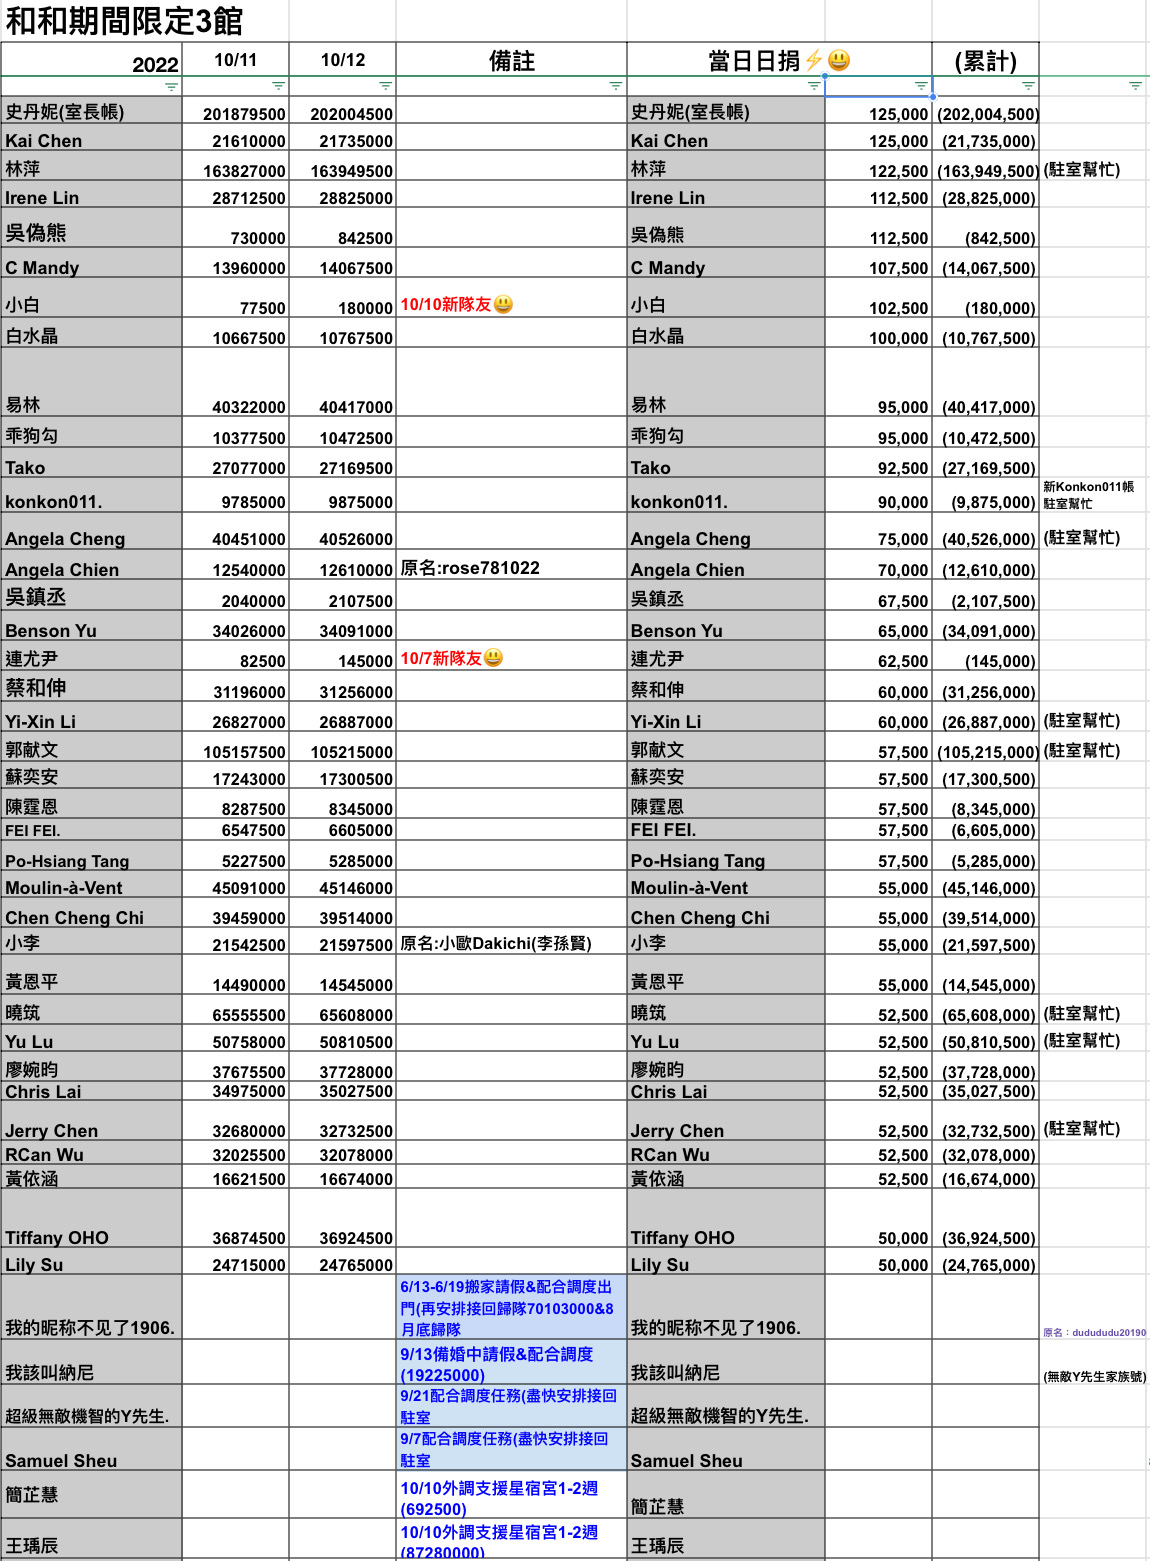 和和期間限定3館
2022 10/11 10/12 備註 當日日捐⚡😃 (累計)
史丹妮(室長帳) 201879500 202004500 史丹妮(室長帳) 125,000 (202,004,500)
Kai Chen 21610000 21735000 Kai Chen 125,000 (21,735,000)
林萍 163827000 163949500 林萍 122,500 (163,949,500) (駐室幫忙)
Irene Lin 28712500 28825000 Irene Lin 112,500 (28,825,000)
吳偽熊 730000 842500 吳偽熊 112,500 (842,500)
C Mandy 13960000 14067500 C Mandy 107,500 (14,067,500)
小白 77500 180000 10/10新隊友😃 小白 102,500 (180,000)
白水晶 10667500 10767500 白水晶 100,000 (10,767,500)
易林 40322000 40417000 易林 95,000 (40,417,000)
乖狗勾 10377500 10472500 乖狗勾 95,000 (10,472,500)
Tako 27077000 27169500 Tako 92,500 (27,169,500)
konkon011. 9785000 9875000 konkon011. 90,000 (9,875,000) 新Konkon011帳
駐室幫忙
Angela Cheng 40451000 40526000 Angela Cheng 75,000 (40,526,000) (駐室幫忙)
Angela Chien 12540000 12610000 原名:rose781022 Angela Chien 70,000 (12,610,000)
吳鎮丞 2040000 2107500 吳鎮丞 67,500 (2,107,500)
Benson Yu 34026000 34091000 Benson Yu 65,000 (34,091,000)
連尤尹 82500 145000 10/7新隊友😃 連尤尹 62,500 (145,000)
蔡和伸 31196000 31256000 蔡和伸 60,000 (31,256,000)
Yi-Xin Li 26827000 26887000 Yi-Xin Li 60,000 (26,887,000) (駐室幫忙)
郭献文 105157500 105215000 郭献文 57,500 (105,215,000) (駐室幫忙)
蘇奕安 17243000 17300500 蘇奕安 57,500 (17,300,500)
陳霆恩 8287500 8345000 陳霆恩 57,500 (8,345,000)
FEI FEI. 6547500 6605000 FEI FEI. 57,500 (6,605,000)
Po-Hsiang Tang 5227500 5285000 Po-Hsiang Tang 57,500 (5,285,000)
Moulin-à-Vent 45091000 45146000 Moulin-à-Vent 55,000 (45,146,000)
Chen Cheng Chi 39459000 39514000 Chen Cheng Chi 55,000 (39,514,000)
小李 21542500 21597500 原名:小歐Dakichi(李孫賢) 小李 55,000 (21,597,500)
黃恩平 14490000 14545000 黃恩平 55,000 (14,545,000)
曉筑 65555500 65608000 曉筑 52,500 (65,608,000) (駐室幫忙)
Yu Lu 50758000 50810500 Yu Lu 52,500 (50,810,500) (駐室幫忙)
廖婉昀 37675500 37728000 廖婉昀 52,500 (37,728,000)
Chris Lai 34975000 35027500 Chris Lai 52,500 (35,027,500)
Jerry Chen 32680000 32732500 Jerry Chen 52,500 (32,732,500) (駐室幫忙)
RCan Wu 32025500 32078000 RCan Wu 52,500 (32,078,000)
黃依涵 16621500 16674000 黃依涵 52,500 (16,674,000)
Tiffany OHO 36874500 36924500 Tiffany OHO 50,000 (36,924,500)
Lily Su 24715000 24765000 Lily Su 50,000 (24,765,000)
6/13-6/19搬家請假&配合調度出
門(再安排接回歸隊70103000&8
我的昵称不见了1906. 月底歸隊 我的昵称不见了1906. 原名：dudududu20190
9/13備婚中請假&配合調度
我該叫納尼 (19225000) 我該叫納尼 (無敵Y先生家族號)
9/21配合調度任務(盡快安排接回
超級無敵機智的Y先生. 駐室 超級無敵機智的Y先生.
9/7配合調度任務(盡快安排接回
Samuel Sheu 駐室 Samuel Sheu
10/10外調支援星宿宮1-2週
簡芷慧 (692500) 簡芷慧
10/10外調支援星宿宮1-2週
王瑀辰 (87280000) 王瑀辰